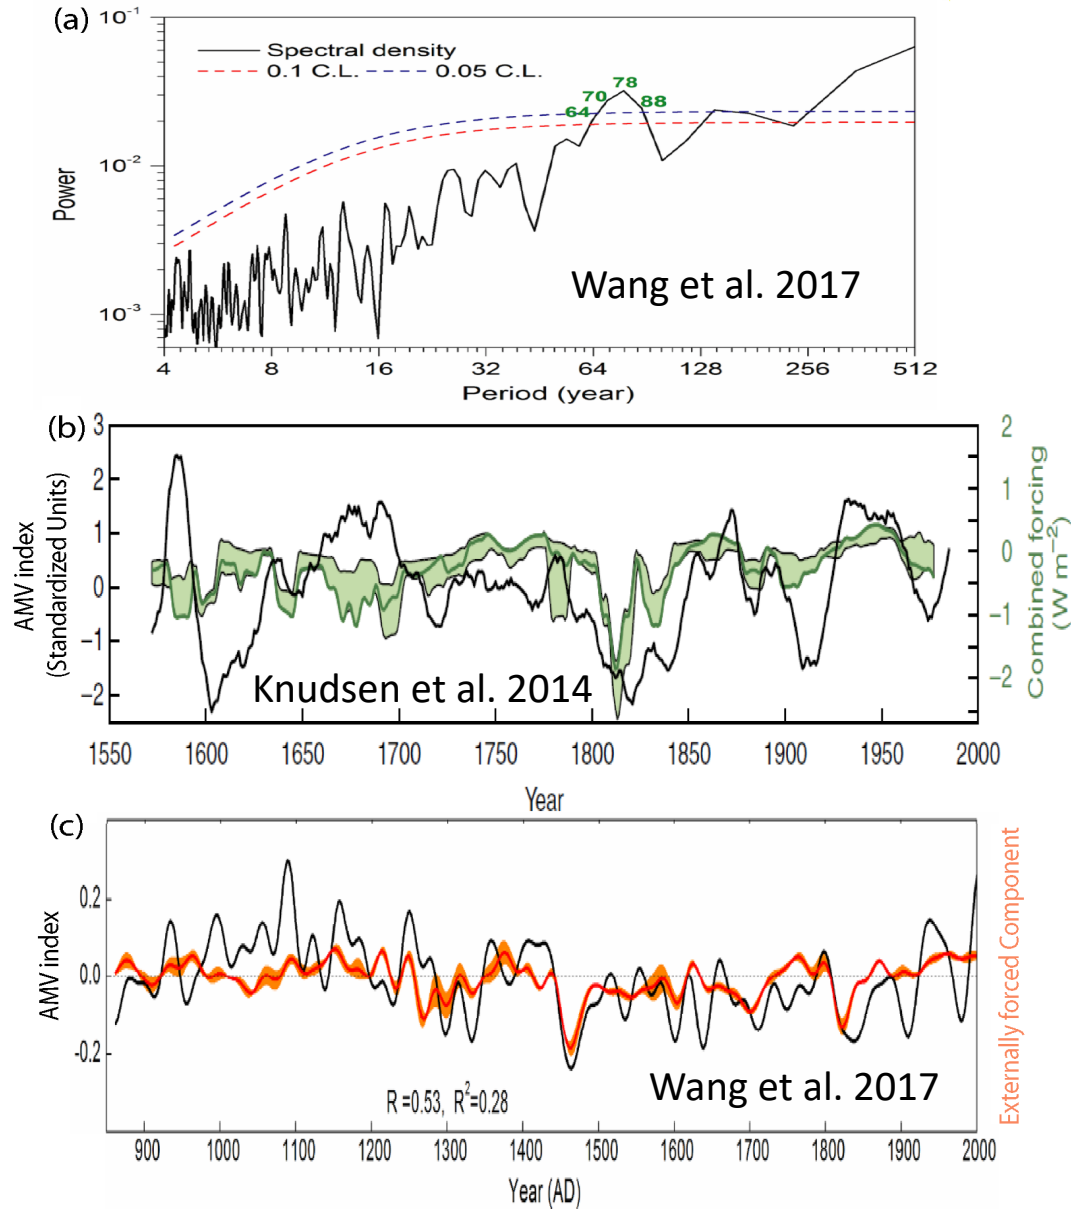 (a)
10^-1
10^-2
10^-3
Power
Spectral density
0.1 C.L.
0.05 C.L.
64
70
78
88
Wang et al. 2017
4 8 16 32 64 128 256 512
Period (year)
(b)
3
2
1
0
−1
−2
AMV index
(Standardized Units)
2
1
0
−1
−2
Combined forcing
(W m−2)
Knudsen et al. 2014
1550 1600 1650 1700 1750 1800 1850 1900 1950 2000
Year
(c)
0.2
0.0
-0.2
AMV index
Externally forced Component
R =0.53, R²=0.28
Wang et al. 2017
900 1000 1100 1200 1300 1400 1500 1600 1700 1800 1900 2000
Year (AD)